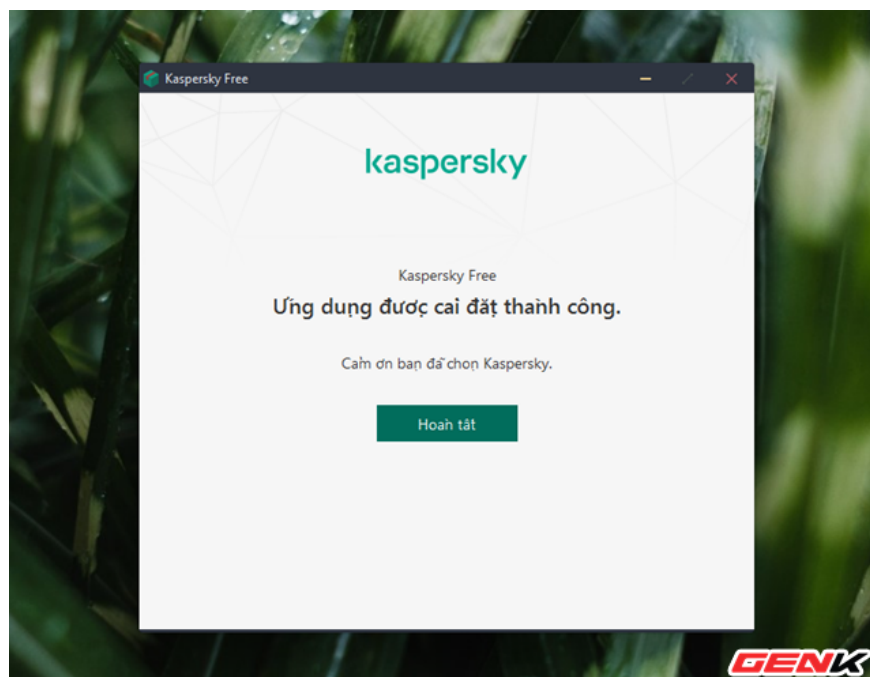 Kaspersky Free
kaspersky
Kaspersky Free
Ứng dụng được cài đặt thành công.
Cảm ơn bạn đã chọn Kaspersky.
Hoàn tất
GENK